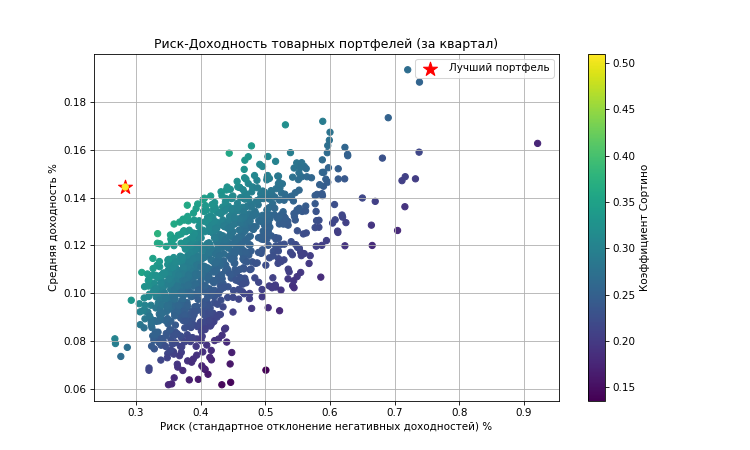 Риск-Доходность товарных портфелей (за квартал)
Лучший портфель
Средняя доходность %
0.18
0.16
0.14
0.12
0.10
0.08
0.06
0.3 0.4 0.5 0.6 0.7 0.8 0.9
Риск (стандартное отклонение негативных доходностей) %
0.50
0.45
0.40
0.35
0.30
0.25
0.20
0.15
Коэффициент Сортино